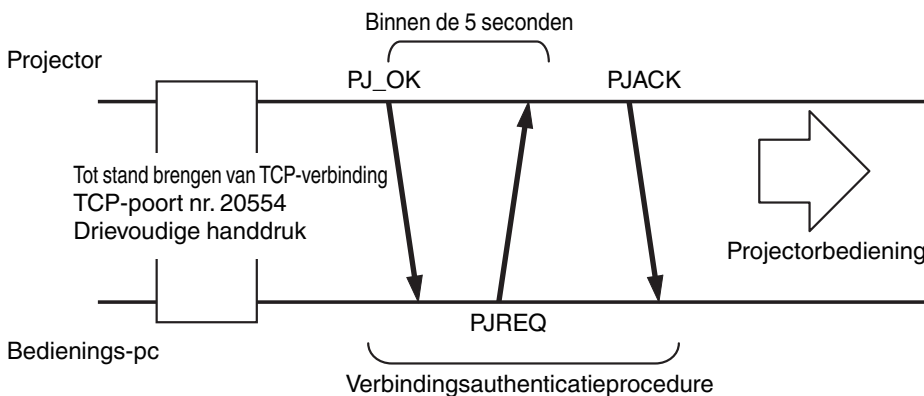 Binnen de 5 seconden
Projector
PJ_OK
PJACK
Tot stand brengen van TCP-verbinding
TCP-poort nr. 20554
Drievoudige handdruk
Projectorbediening
PJREQ
Bedienings-pc
Verbindingsauthenticatieprocedure